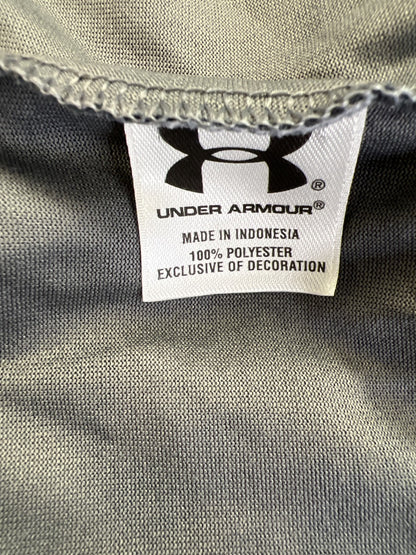 ®
UNDER ARMOUR®
MADE IN INDONESIA
100% POLYESTER
EXCLUSIVE OF DECORATION